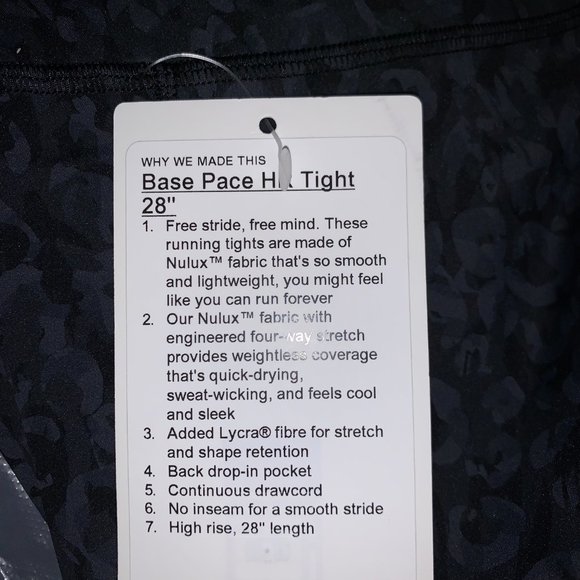 WHY WE MADE THIS
Base Pace HR Tight
28"
1. Free stride, free mind. These
running tights are made of
Nulux™ fabric that's so smooth
and lightweight, you might feel
like you can run forever
2. Our Nulux™ fabric with
engineered four-way stretch
provides weightless coverage
that's quick-drying,
sweat-wicking, and feels cool
and sleek
3. Added Lycra® fibre for stretch
and shape retention
4. Back drop-in pocket
5. Continuous drawcord
6. No inseam for a smooth stride
7. High rise, 28" length